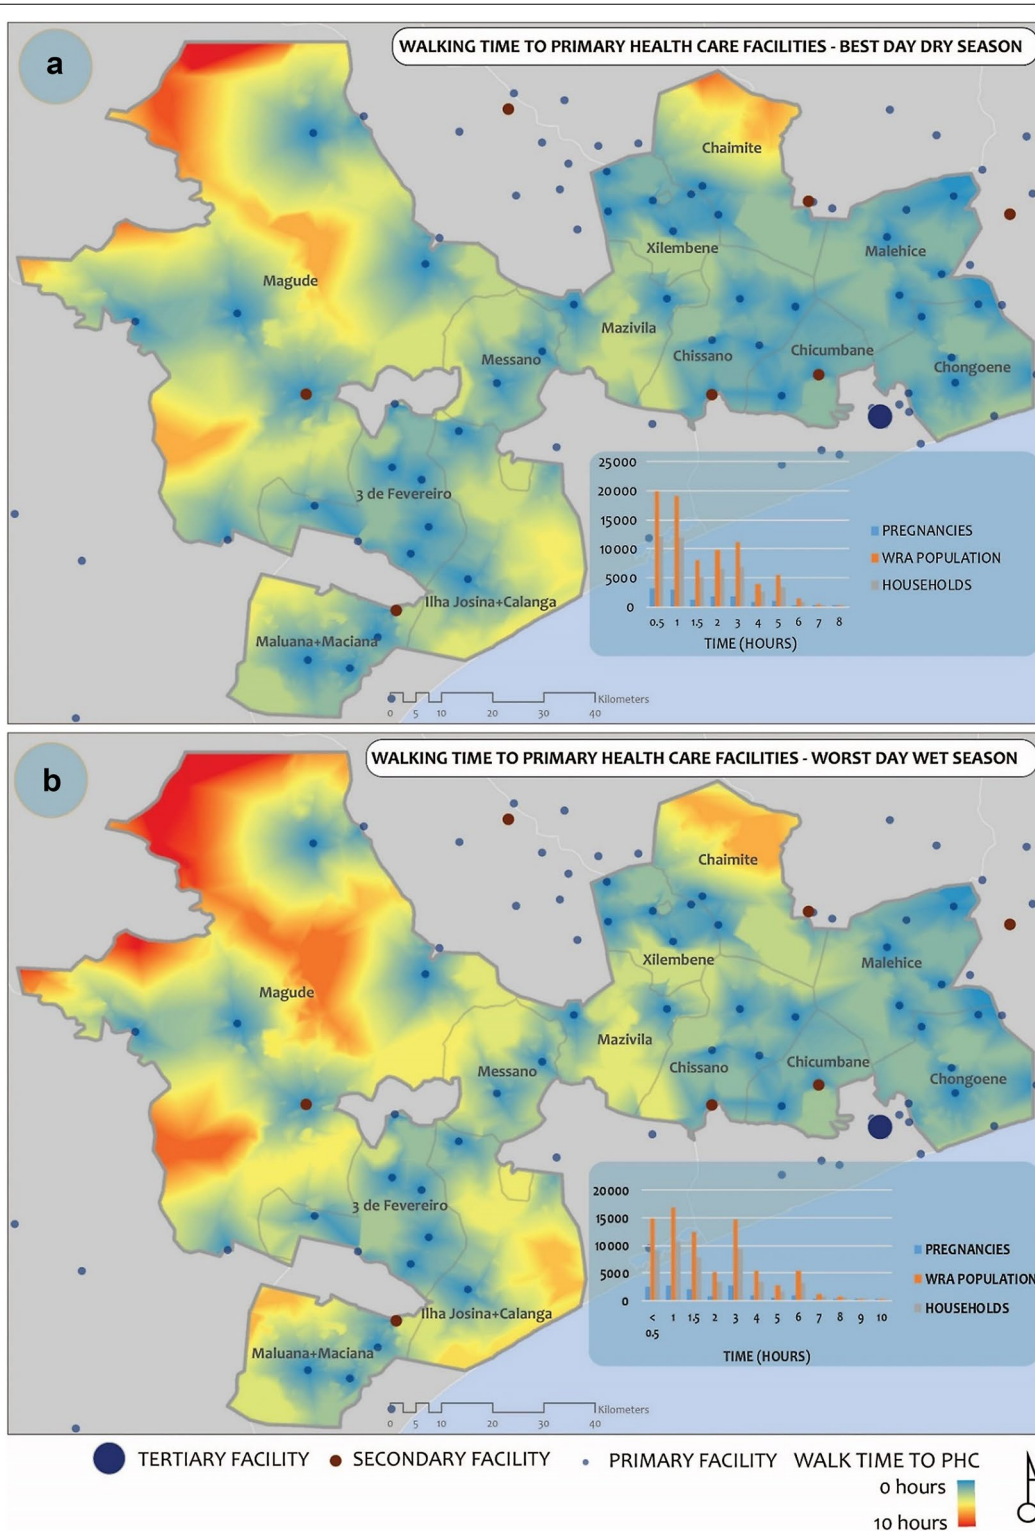 a
WALKING TIME TO PRIMARY HEALTH CARE FACILITIES - BEST DAY DRY SEASON
Chaimite
Xilembene
Malehice
Magude
Mazivila
Messano
Chissano
Chicumbane
Chongoene
3 de Fevereiro
Ilha Josina+Calanga
Maluana+Maciana
25000
20000
15000
10000
5000
0
0.5 1 1.5 2 3 4 5 6 7 8
TIME (HOURS)
PREGNANCIES
WRA POPULATION
HOUSEHOLDS
Kilometers
0 5 10 20 30 40
b
WALKING TIME TO PRIMARY HEALTH CARE FACILITIES - WORST DAY WET SEASON
Chaimite
Xilembene
Malehice
Magude
Mazivila
Messano
Chissano
Chicumbane
Chongoene
3 de Fevereiro
Ilha Josina+Calanga
Maluana+Maciana
20000
15000
10000
5000
0
< 0.5 1 1.5 2 3 4 5 6 7 8 9 10
TIME (HOURS)
PREGNANCIES
WRA POPULATION
HOUSEHOLDS
Kilometers
0 5 10 20 30 40
TERTIARY FACILITY SECONDARY FACILITY PRIMARY FACILITY WALK TIME TO PHC
0 hours
10 hours